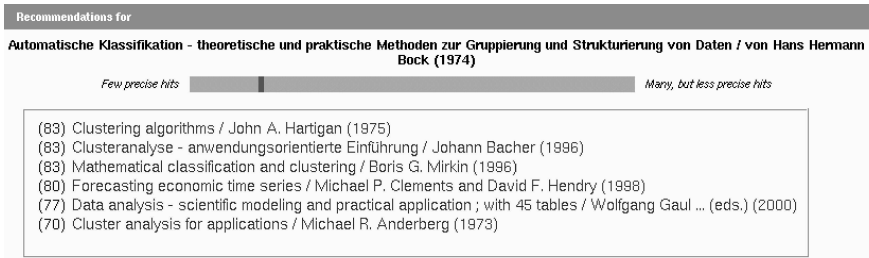 Recommendations for
Automatische Klassifikation - theoretische und praktische Methoden zur Gruppierung und Strukturierung von Daten / von Hans Hermann
Bock (1974)
Few precise hits Many, but less precise hits
(83) Clustering algorithms / John A. Hartigan (1975)
(83) Clusteranalyse - anwendungsorientierte Einführung / Johann Bacher (1996)
(83) Mathematical classification and clustering / Boris G. Mirkin (1996)
(80) Forecasting economic time series / Michael P. Clements and David F. Hendry (1998)
(77) Data analysis - scientific modeling and practical application ; with 45 tables / Wolfgang Gaul ... (eds.) (2000)
(70) Cluster analysis for applications / Michael R. Anderberg (1973)